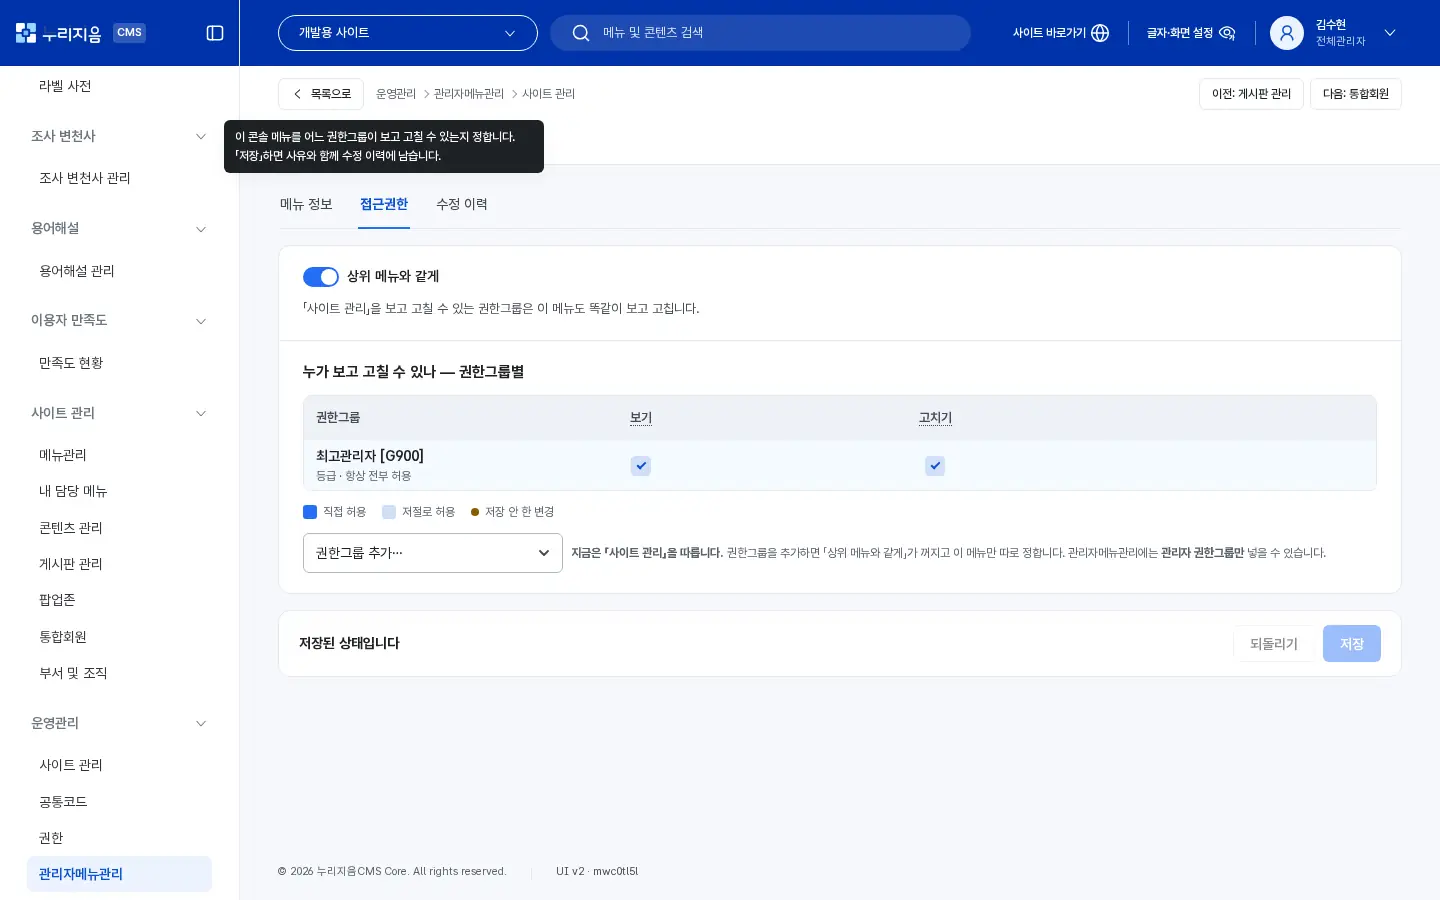 누리지음 CMS
개발용 사이트
메뉴 및 콘텐츠 검색
사이트 바로가기
글자·화면 설정
김수현
전체관리자
라벨 사전
조사 변천사
조사 변천사 관리
용어해설
용어해설 관리
이용자 만족도
만족도 현황
사이트 관리
메뉴관리
내 담당 메뉴
콘텐츠 관리
게시판 관리
팝업존
통합회원
부서 및 조직
운영관리
사이트 관리
공통코드
권한
관리자메뉴관리
목록으로
운영관리 > 관리자메뉴관리 > 사이트 관리
이전: 게시판 관리
다음: 통합회원
이 콘솔 메뉴를 어느 권한그룹이 보고 고칠 수 있는지 정합니다.
「저장」하면 사유와 함께 수정 이력에 남습니다.
메뉴 정보
접근권한
수정 이력
상위 메뉴와 같게
「사이트 관리」을 보고 고칠 수 있는 권한그룹은 이 메뉴도 똑같이 보고 고칩니다.
누가 보고 고칠 수 있나 — 권한그룹별
권한그룹 보기 고치기
최고관리자 [G900]
등급 · 항상 전부 허용
직접 허용 저절로 허용 저장 안 한 변경
권한그룹 추가…
지금은 「사이트 관리」을 따릅니다. 권한그룹을 추가하면 「상위 메뉴와 같게」가 꺼지고 이 메뉴만 따로 정합니다. 관리자메뉴관리에는 관리자 권한그룹만 넣을 수 있습니다.
저장된 상태입니다
되돌리기
저장
© 2026 누리지음CMS Core. All rights reserved.
UI v2 · mwc0tl5l